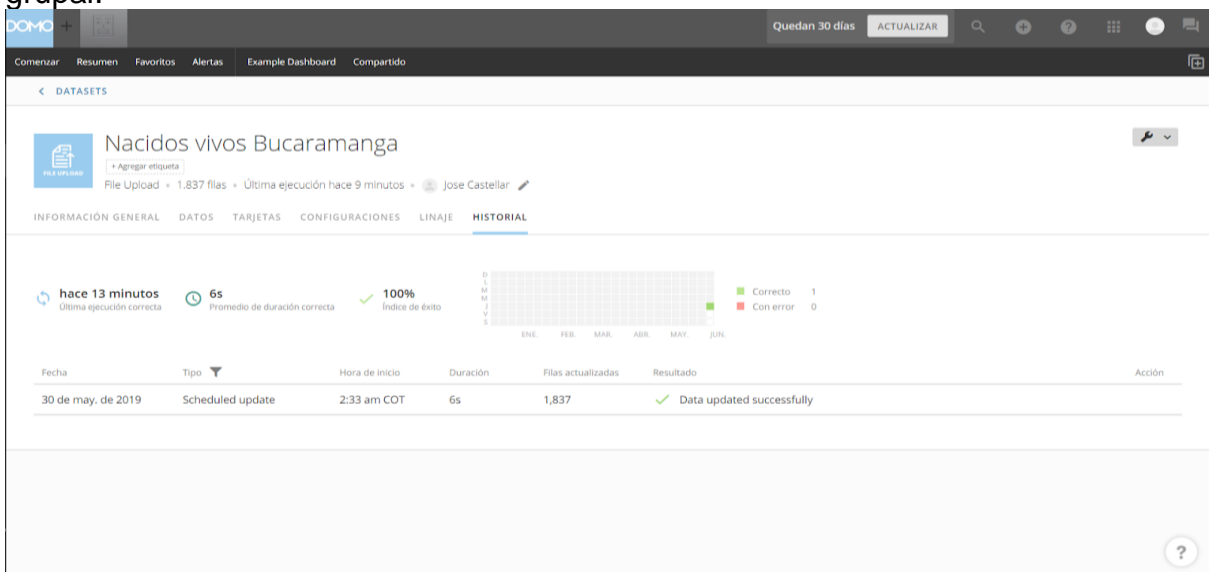 grupal.
DOMO +
Quedan 30 días ACTUALIZAR
Comenzar Resumen Favoritos Alertas Example Dashboard Compartido
< DATASETS
Nacidos vivos Bucaramanga
+ Agregar etiqueta
FILE UPLOAD
File Upload • 1.837 filas • Última ejecución hace 9 minutos • Jose Castellar
INFORMACIÓN GENERAL DATOS TARJETAS CONFIGURACIONES LINAJE HISTORIAL
hace 13 minutos
Última ejecución correcta
6s
Promedio de duración correcta
100%
Índice de éxito
D
L
M
M
J
V
S
ENE. FEB. MAR. ABR. MAY. JUN.
Correcto 1
Con error 0
Fecha Tipo Hora de inicio Duración Filas actualizadas Resultado Acción
30 de may. de 2019 Scheduled update 2:33 am COT 6s 1,837 Data updated successfully
?